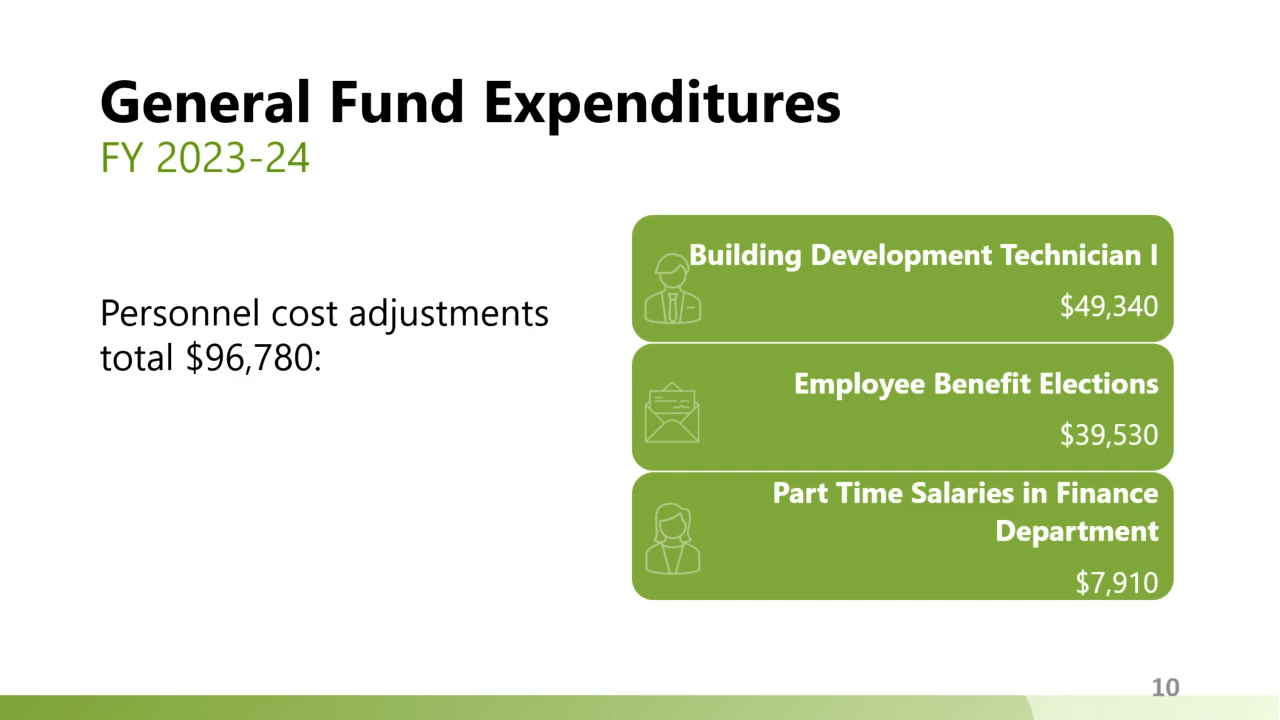 General Fund Expenditures
FY 2023-24
Personnel cost adjustments
total $96,780:
Building Development Technician I
$49,340
Employee Benefit Elections
$39,530
Part Time Salaries in Finance
Department
$7,910
10